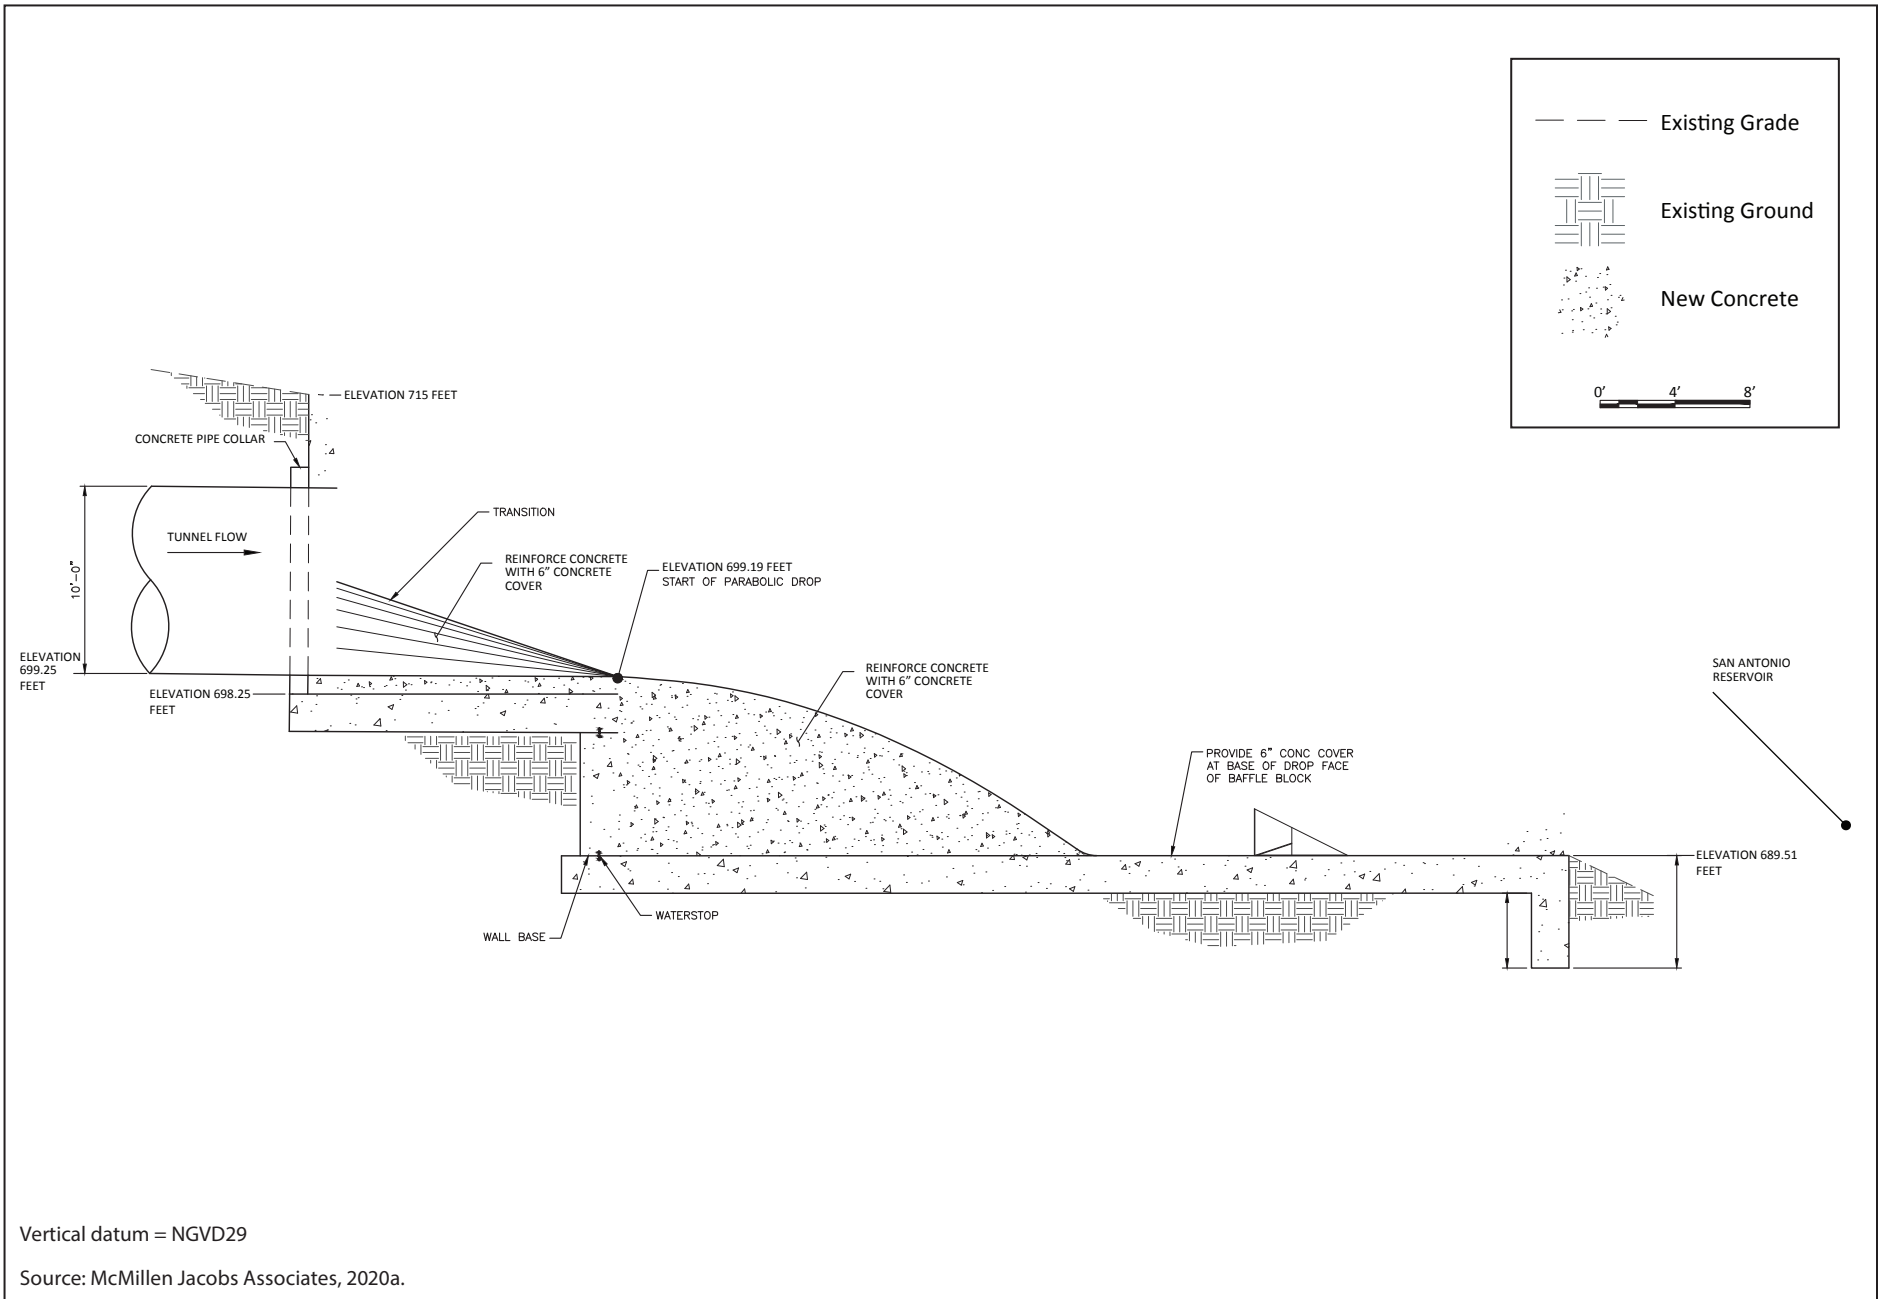 Existing Grade
Existing Ground
New Concrete
0' 4' 8'
ELEVATION 715 FEET
CONCRETE PIPE COLLAR
TRANSITION
TUNNEL FLOW
REINFORCE CONCRETE
WITH 6" CONCRETE
COVER
ELEVATION 699.19 FEET
START OF PARABOLIC DROP
10'-0"
ELEVATION
699.25
FEET
ELEVATION 698.25
FEET
REINFORCE CONCRETE
WITH 6" CONCRETE
COVER
SAN ANTONIO
RESERVOIR
PROVIDE 6" CONC COVER
AT BASE OF DROP FACE
OF BAFFLE BLOCK
ELEVATION 689.51
FEET
WATERSTOP
WALL BASE
Vertical datum = NGVD29
Source: McMillen Jacobs Associates, 2020a.